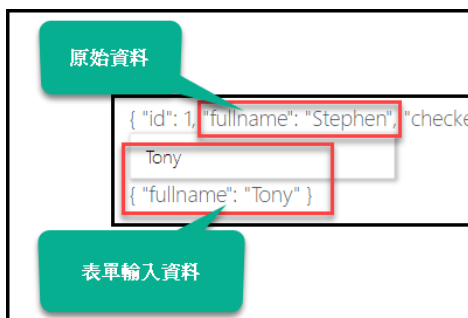 原始資料
{ "id": 1, "fullname": "Stephen", "checke
Tony
{ "fullname": "Tony" }
表單輸入資料